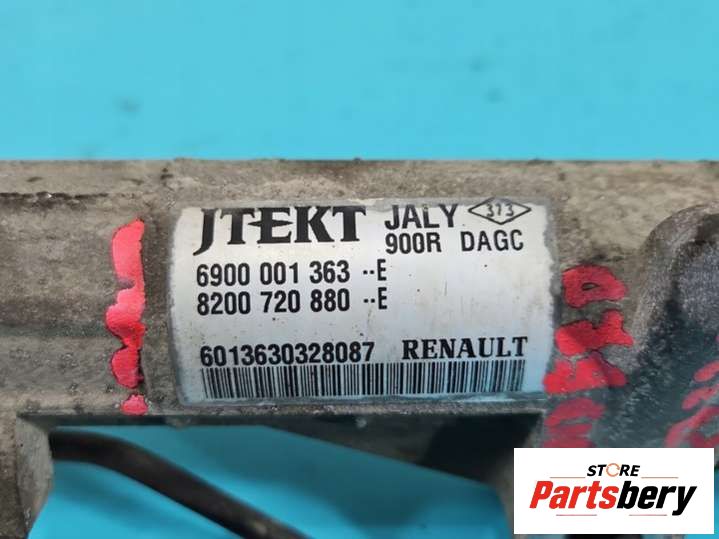 JTEKT JALY 313
900R DAGC
6900 001 363 --E
8200 720 880 --E
6013630328087 RENAULT
STORE
Partsbery